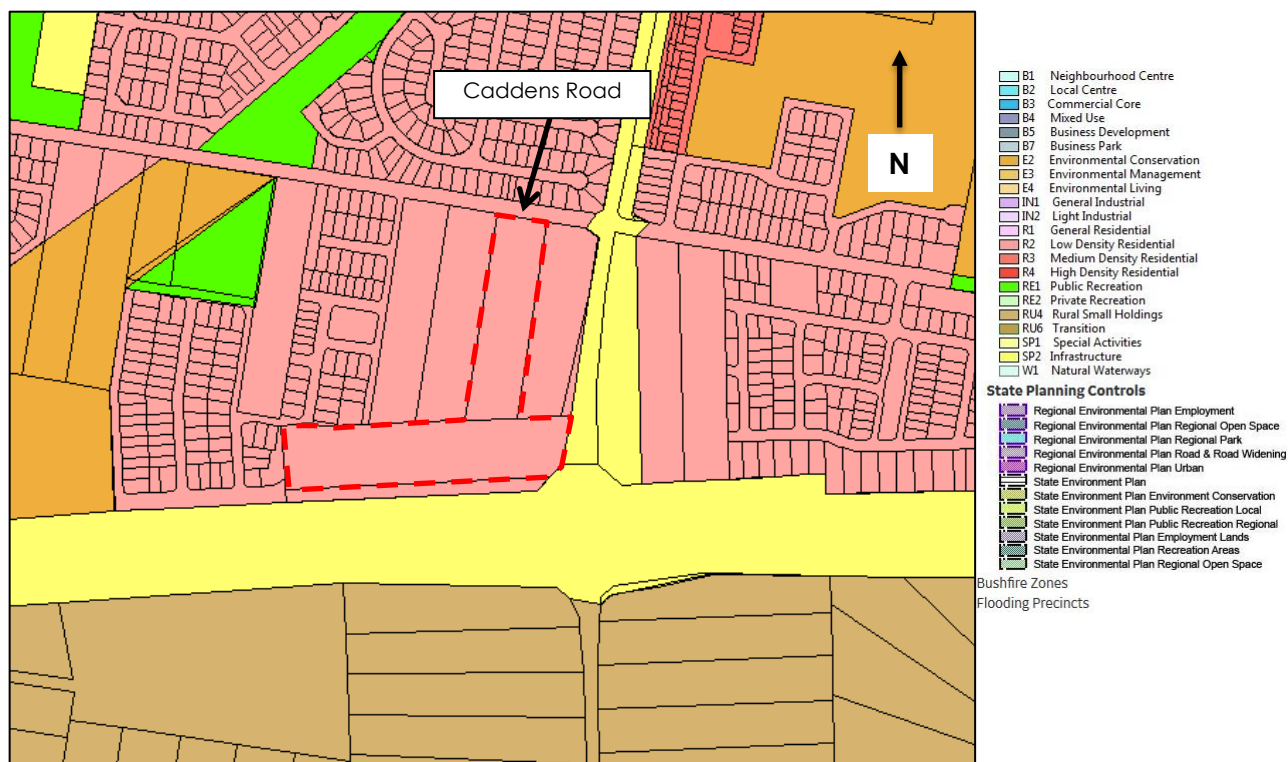 Caddens Road
N
B1 Neighbourhood Centre
B2 Local Centre
B3 Commercial Core
B4 Mixed Use
B5 Business Development
B7 Business Park
E2 Environmental Conservation
E3 Environmental Management
E4 Environmental Living
IN1 General Industrial
IN2 Light Industrial
R1 General Residential
R2 Low Density Residential
R3 Medium Density Residential
R4 High Density Residential
RE1 Public Recreation
RE2 Private Recreation
RU4 Rural Small Holdings
RU6 Transition
SP1 Special Activities
SP2 Infrastructure
W1 Natural Waterways
State Planning Controls
Regional Environmental Plan Employment
Regional Environmental Plan Regional Open Space
Regional Environmental Plan Regional Park
Regional Environmental Plan Road & Road Widening
Regional Environmental Plan Urban
State Environment Plan
State Environment Plan Environment Conservation
State Environment Plan Public Recreation Local
State Environment Plan Public Recreation Regional
State Environmental Plan Employment Lands
State Environmental Plan Recreation Areas
State Environmental Plan Regional Open Space
Bushfire Zones
Flooding Precincts